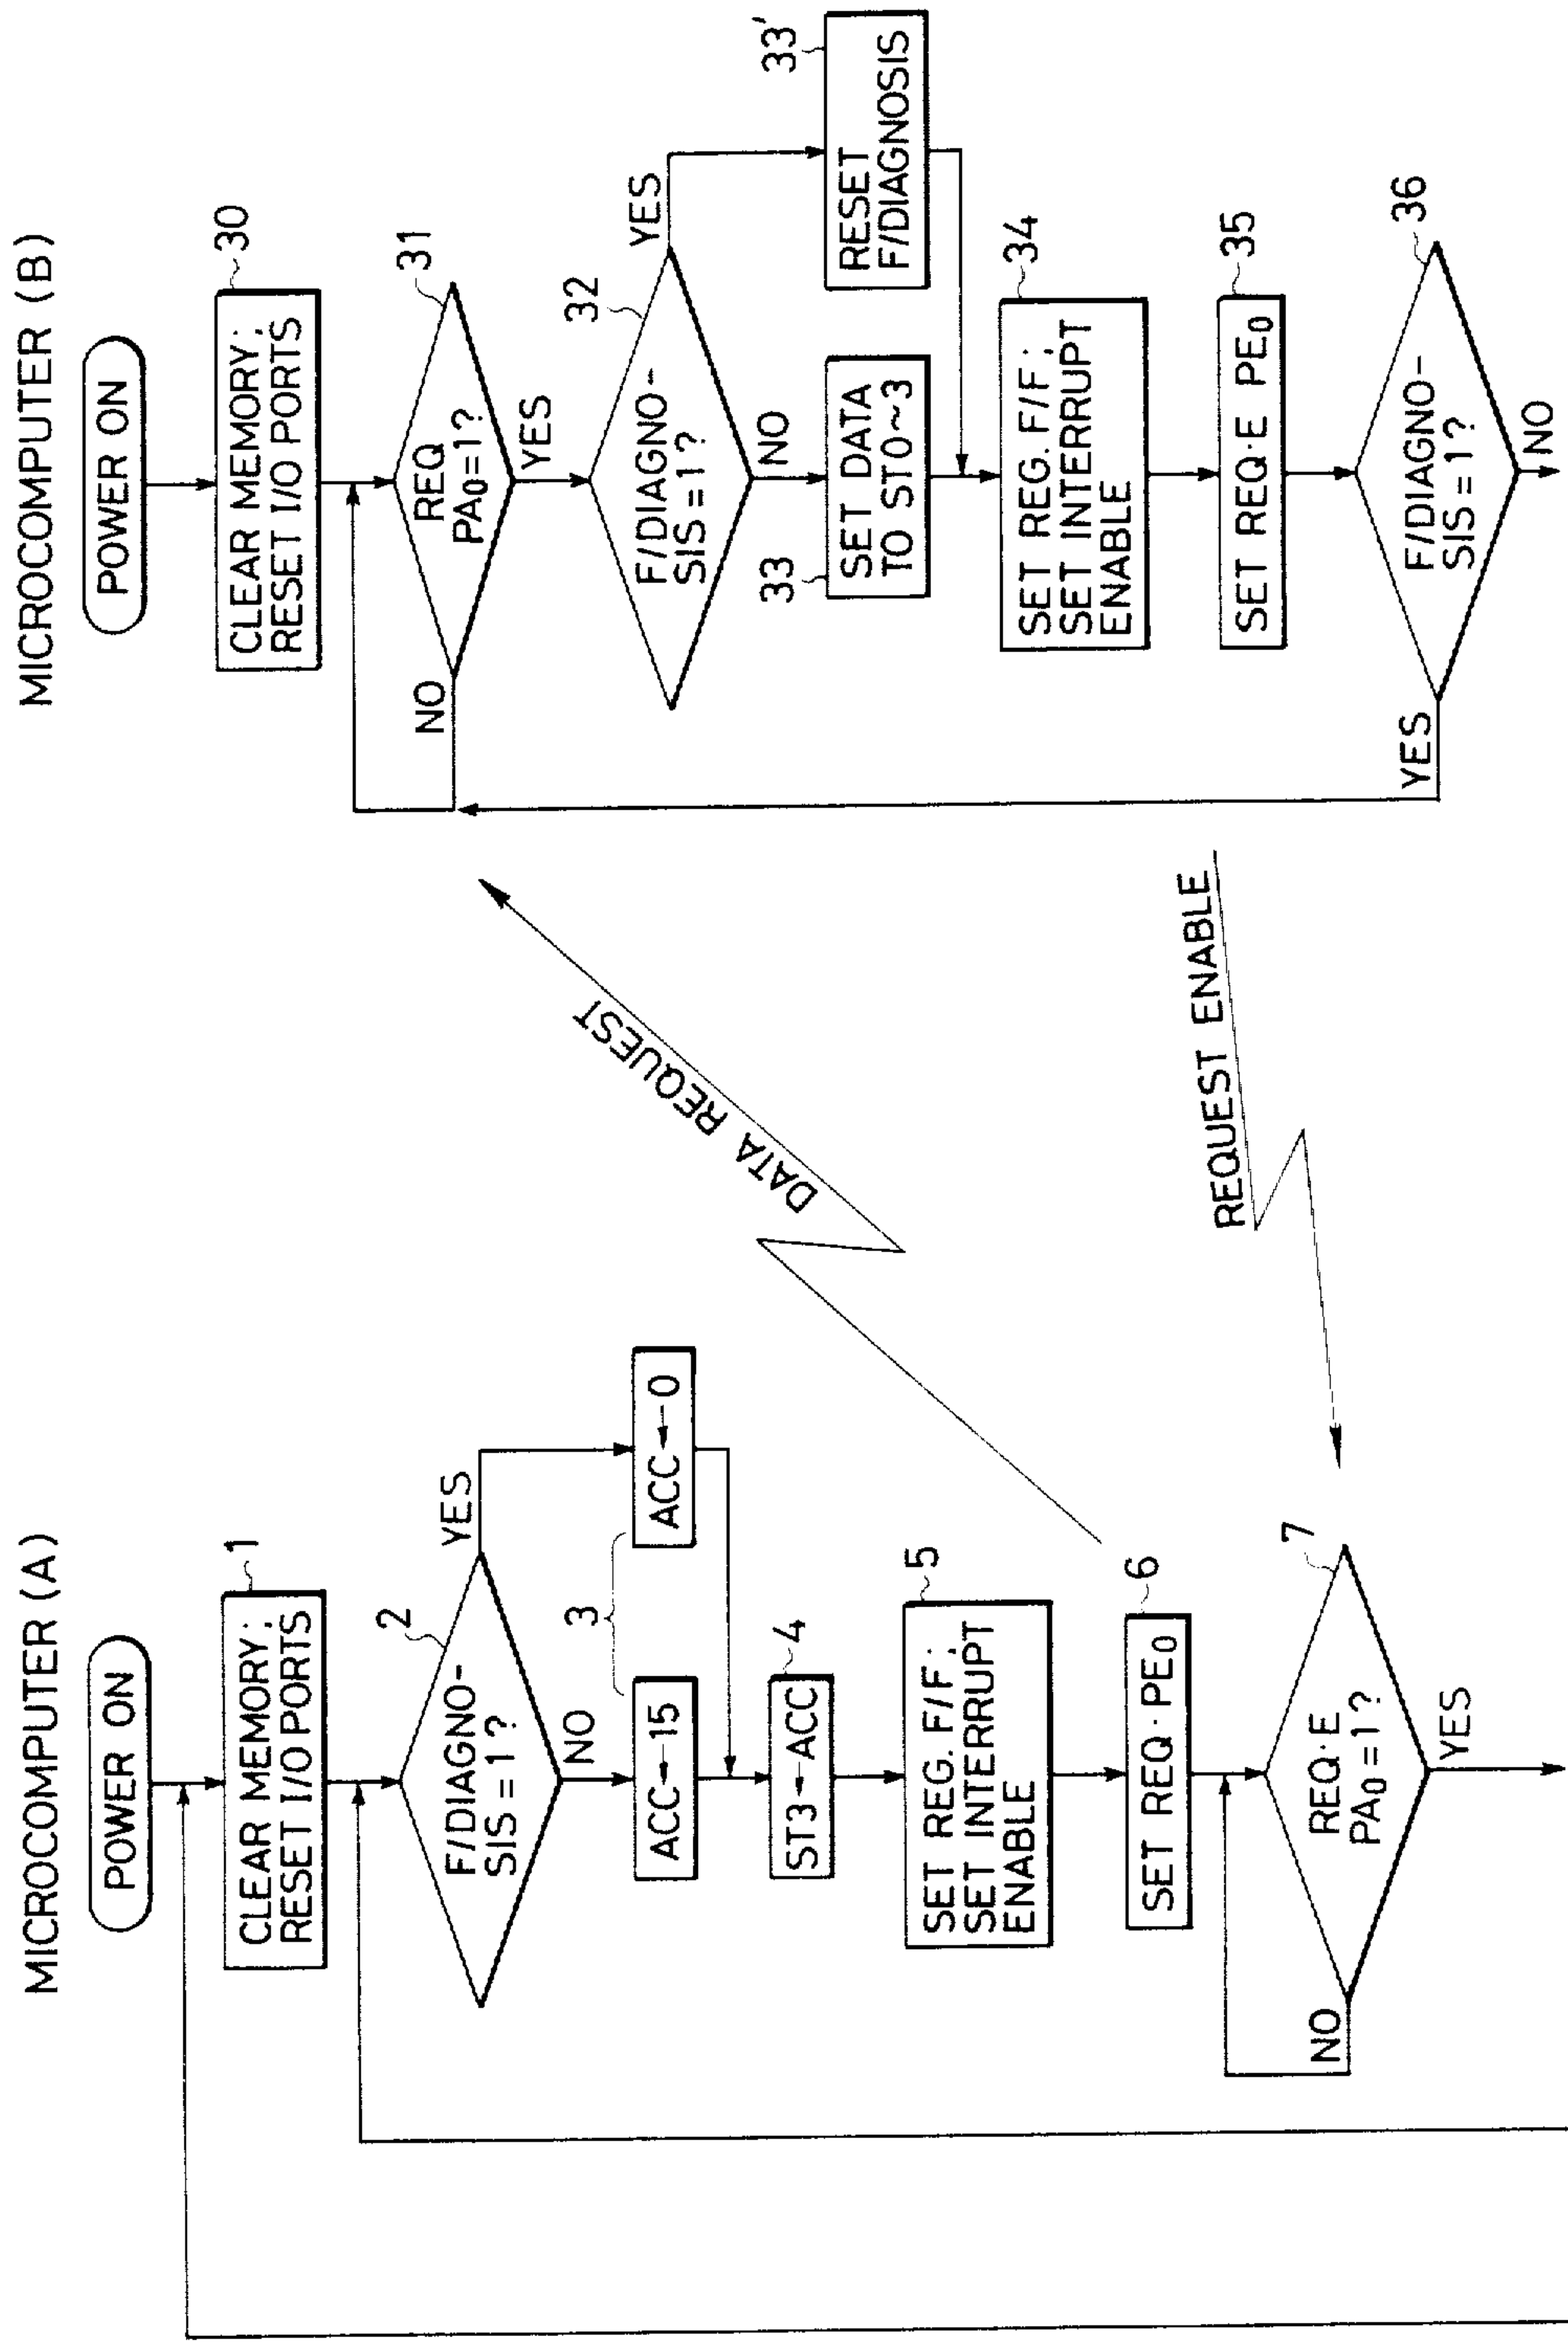 MICROCOMPUTER (A)
POWER ON
1
CLEAR MEMORY;
RESET I/O PORTS
2
F/DIAGNO-
SIS = 1 ?
YES
NO
3
ACC←15
ACC←0
4
ST3←ACC
5
SET REG. F/F;
SET INTERRUPT
ENABLE
6
SET REQ·PE₀
7
REQ·E
PA₀ = 1 ?
NO
YES
DATA REQUEST
REQUEST ENABLE
MICROCOMPUTER (B)
POWER ON
30
CLEAR MEMORY;
RESET I/O PORTS
31
REQ
PA₀=1 ?
NO
YES
32
F/DIAGNO-
SIS = 1 ?
YES
NO
33
SET DATA
TO ST0~3
33'
RESET
F/DIAGNOSIS
34
SET REG. F/F;
SET INTERRUPT
ENABLE
35
SET REQ·E PE₀
36
F/DIAGNO-
SIS = 1 ?
YES
NO